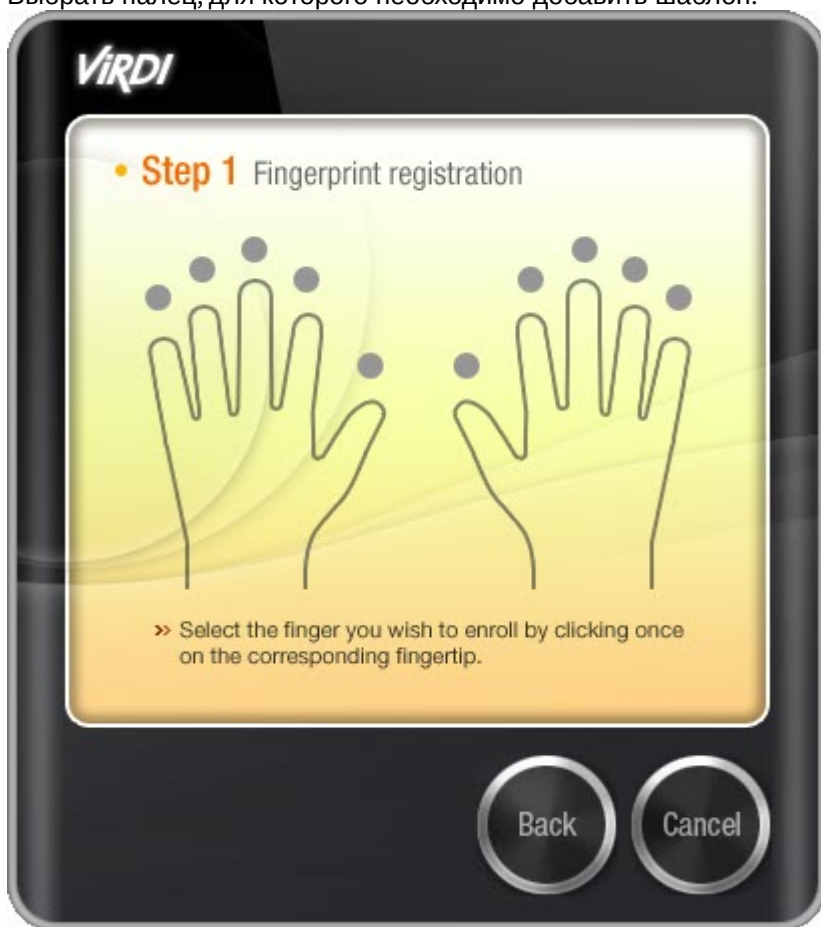 Выбрать палец, для которого необходимо добавить шаблон.
ViRDI
• Step 1 Fingerprint registration
» Select the finger you wish to enroll by clicking once
on the corresponding fingertip.
Back Cancel